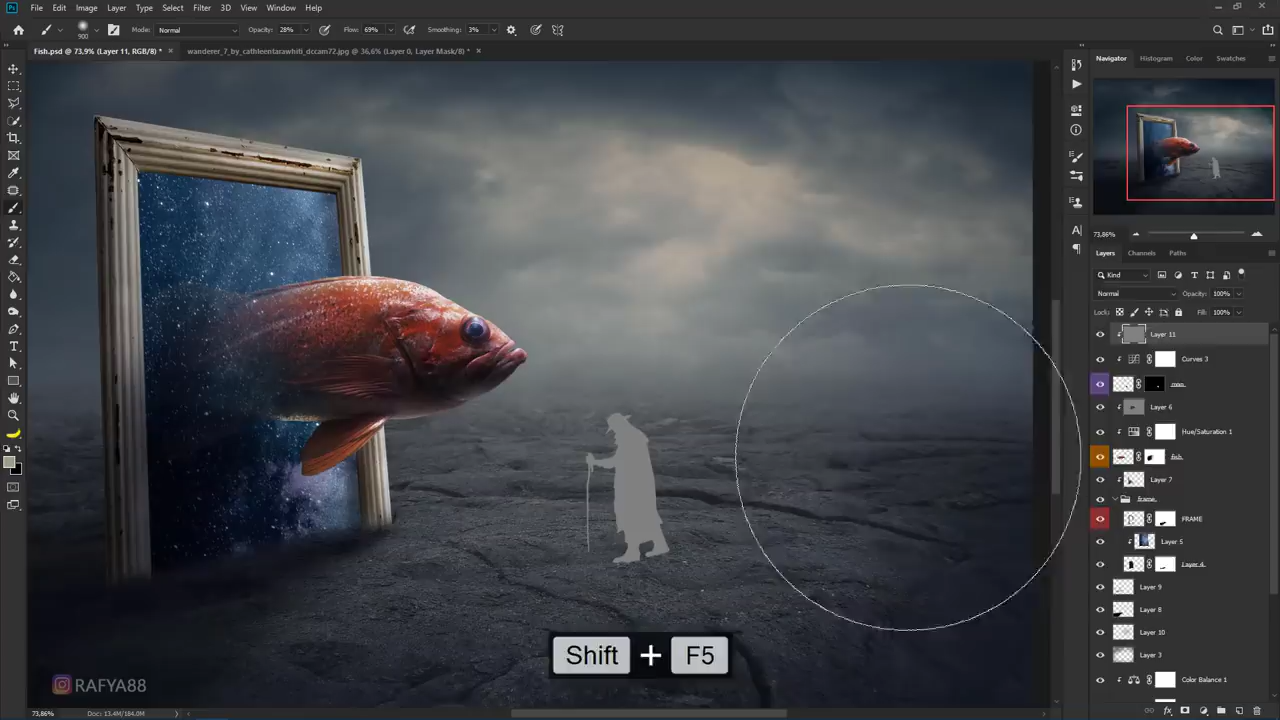 Ps File Edit Image Layer Type Select Filter 3D View Window Help
900 Mode: Normal Opacity: 28% Flow: 69% Smoothing: 3%
Fish.psd @ 73,9% (Layer 11, RGB/8) * × wanderer_7_by_cathleentarawhiti_dccam72.jpg @ 36,6% (Layer 0, Layer Mask/8) * ×
Navigator Histogram Color Swatches
73,86%
Layers Channels Paths
Kind
Normal Opacity: 100%
Lock: Fill: 100%
Layer 11
Curves 3
Layer 6
Hue/Saturation 1
fish
Layer 7
frame
FRAME
Layer 5
Layer 4
Layer 9
Layer 8
Layer 10
Layer 3
Color Balance 1
Shift + F5
RAFYA88
73,86% Doc: 13.4M/184.0M